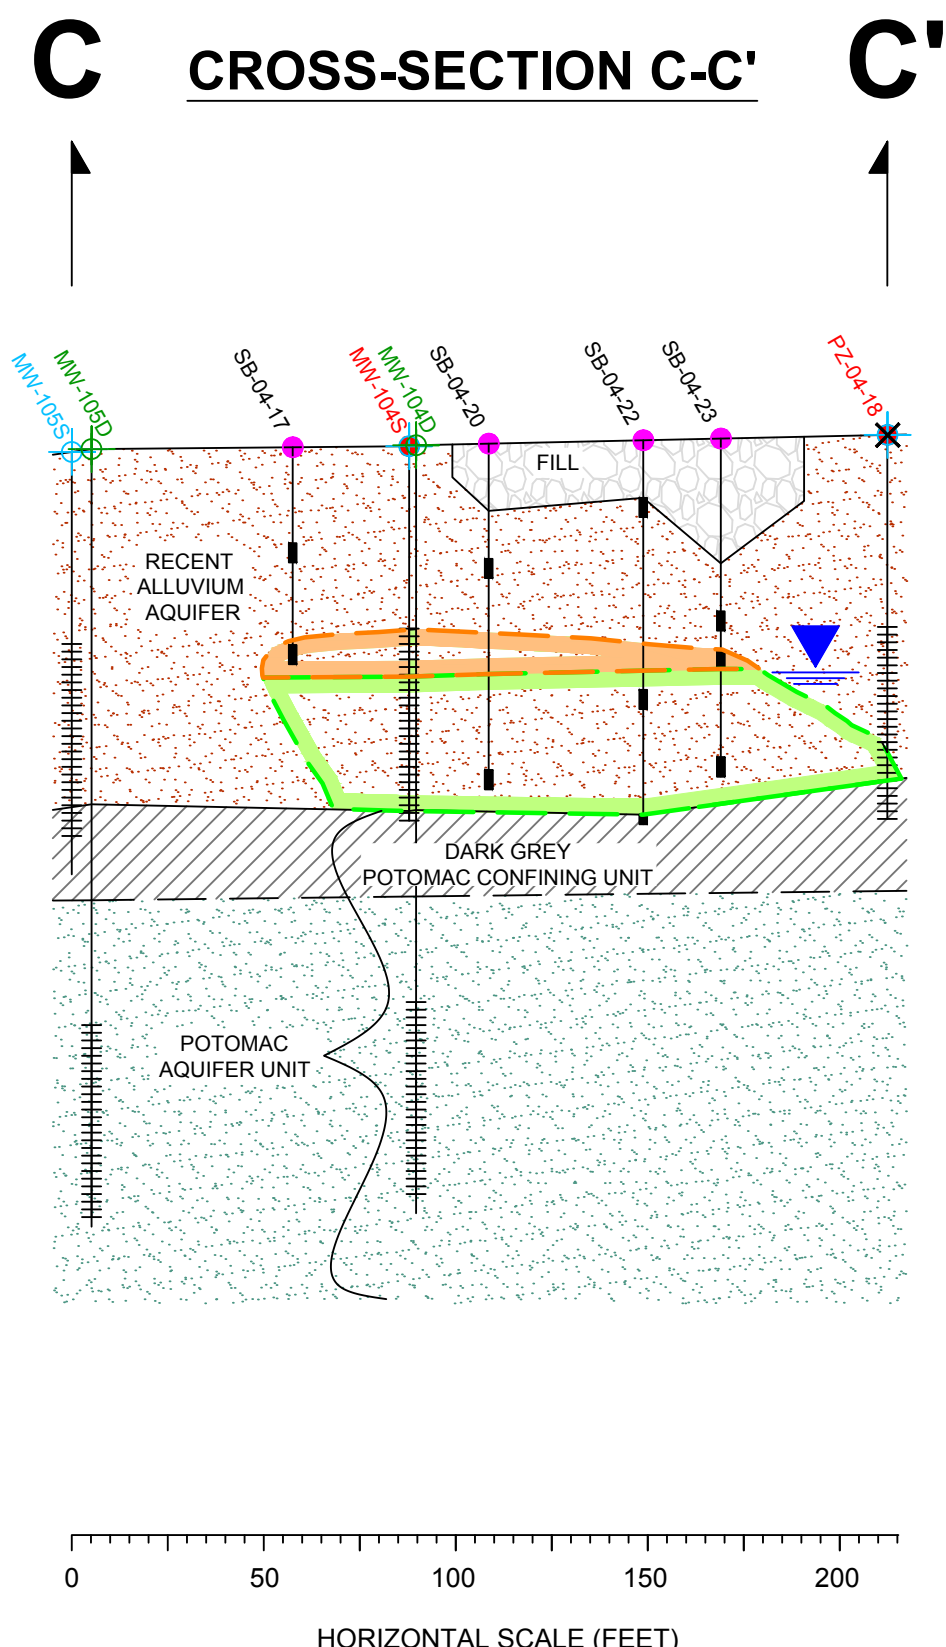 C CROSS-SECTION C-C' C'
MW-105S
MW-105D
SB-04-17
MW-104S
MW-104D
SB-04-20
SB-04-22
SB-04-23
PZ-04-18
FILL
RECENT
ALLUVIUM
AQUIFER
DARK GREY
POTOMAC CONFINING UNIT
POTOMAC
AQUIFER UNIT
0 50 100 150 200
HORIZONTAL SCALE (FEET)